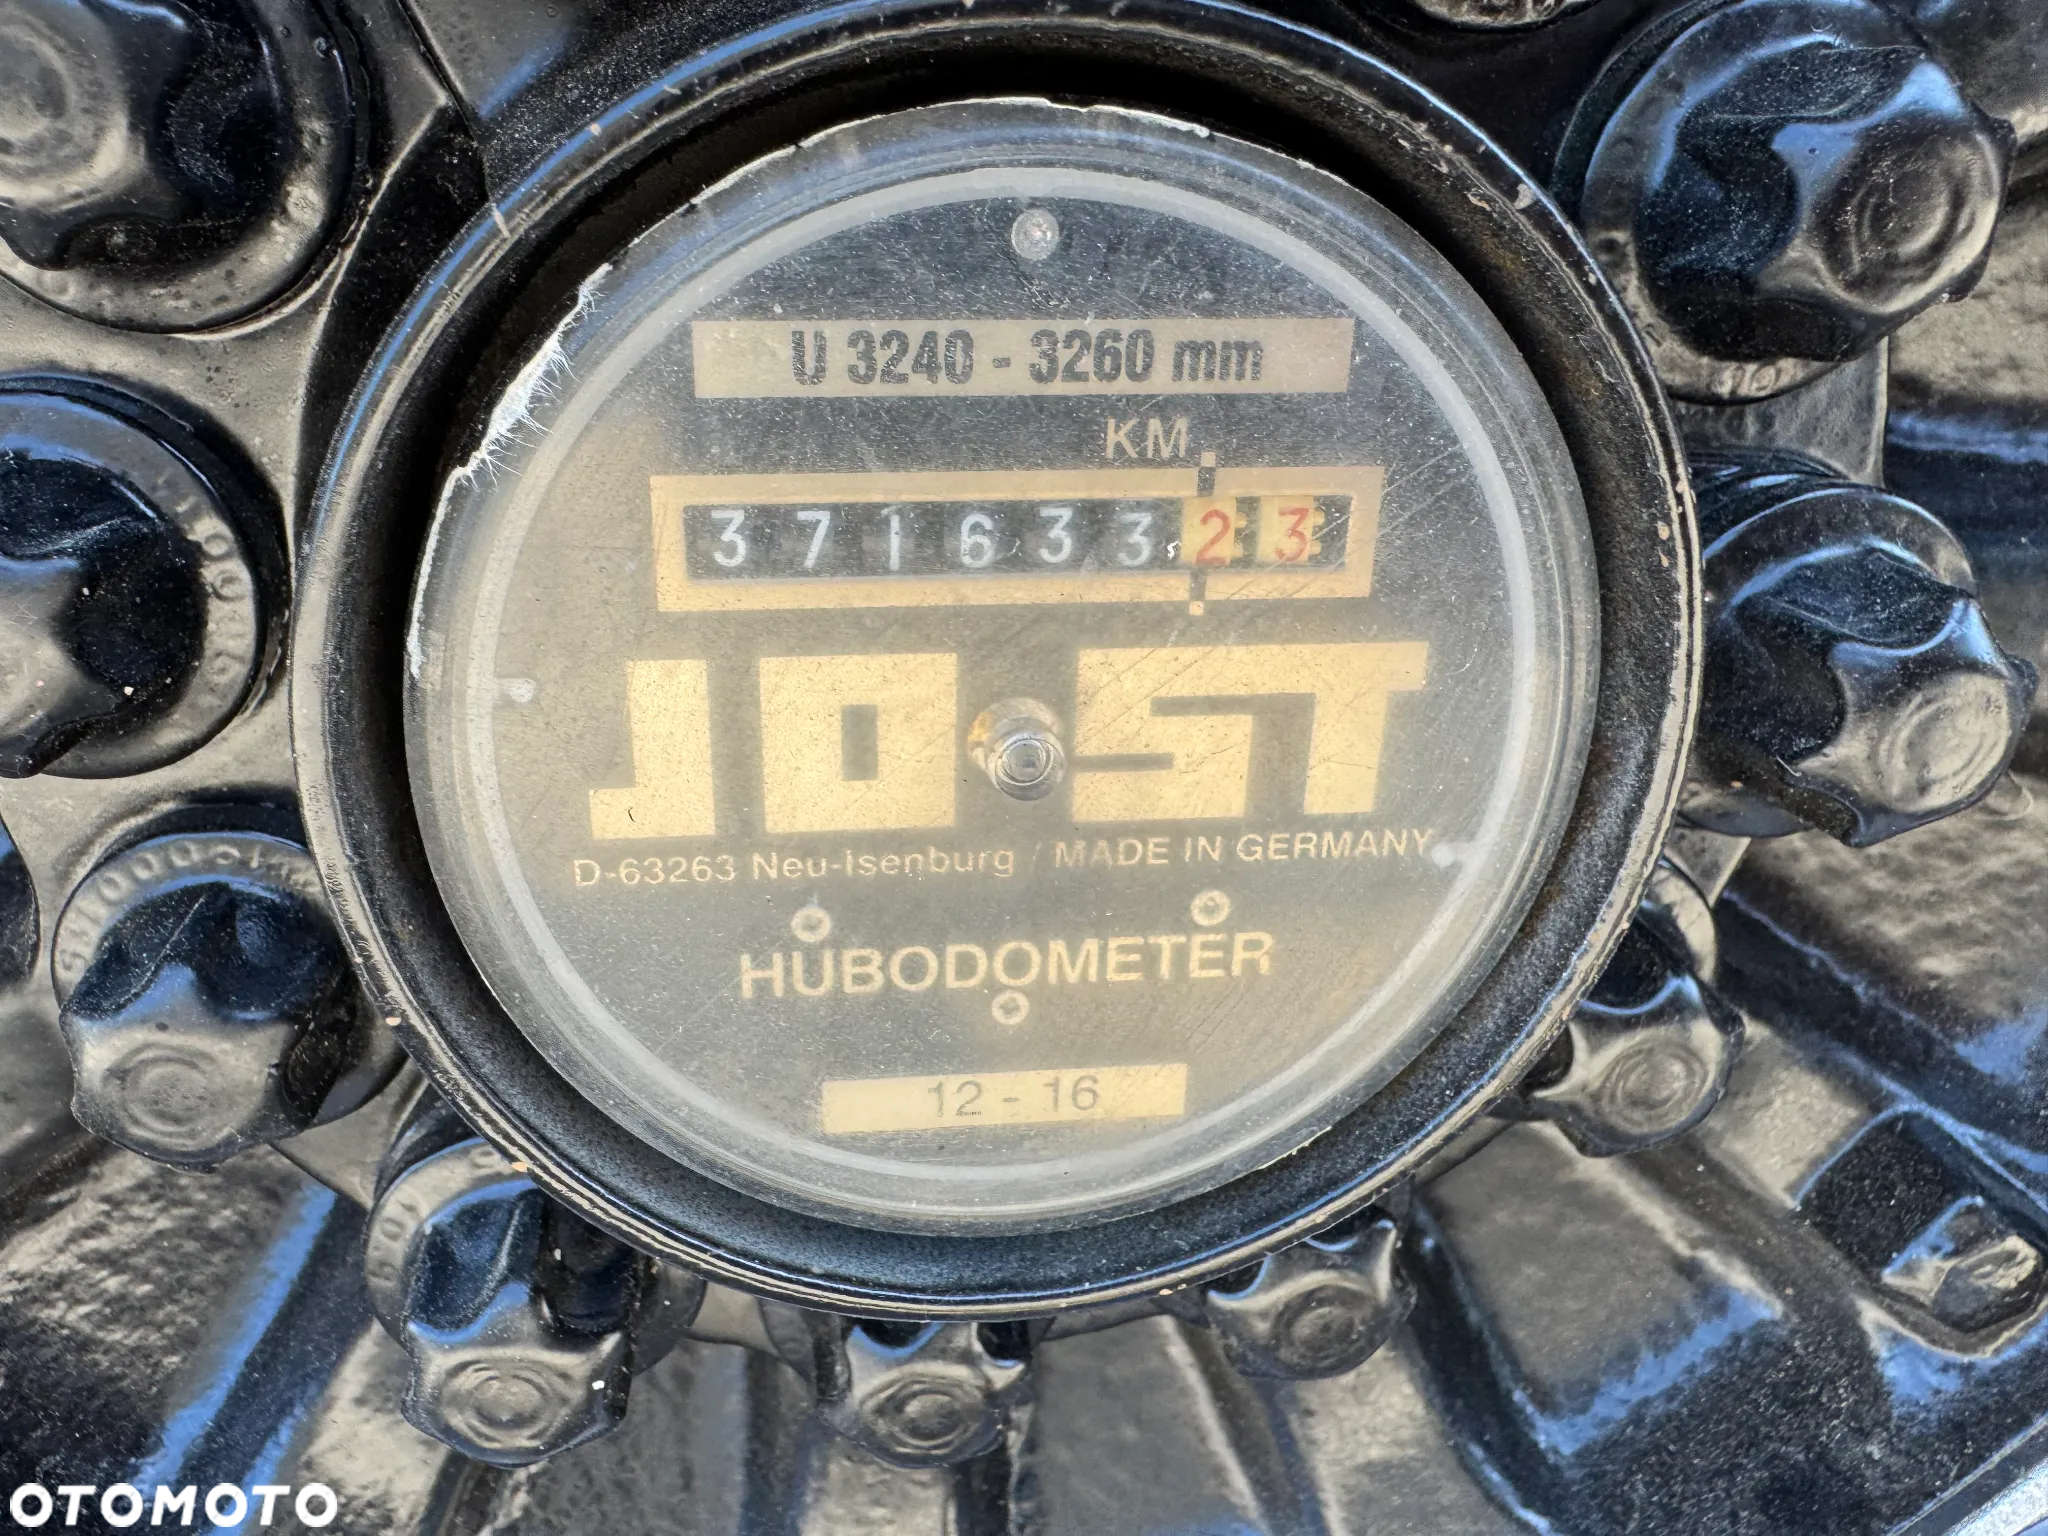 U 3240 - 3260 mm
KM
37163323
JOST
D-63263 Neu-Isenburg / MADE IN GERMANY
HUBODOMETER
12 - 16
OTOMOTO